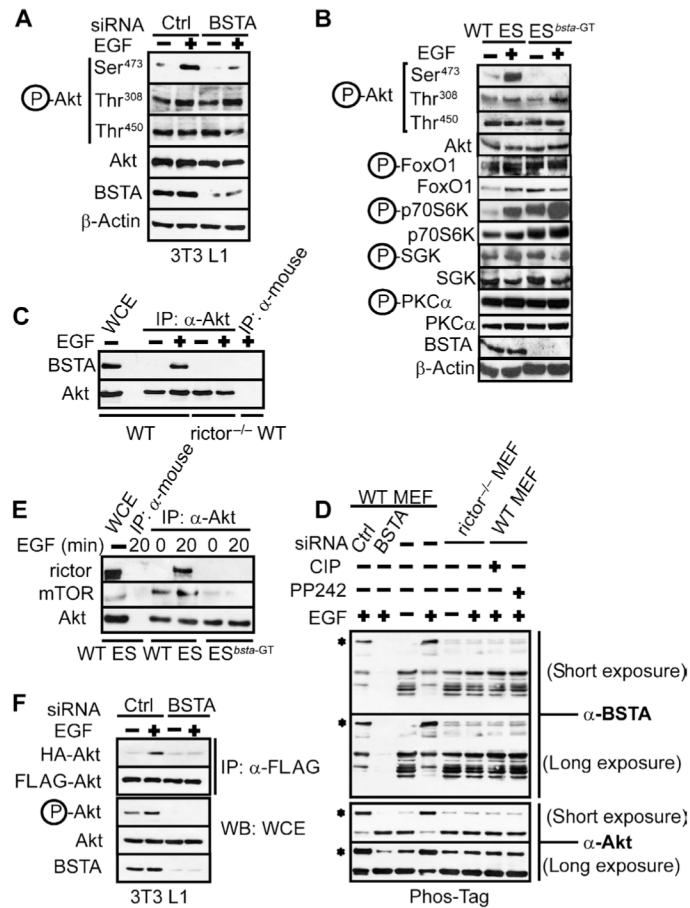 A
siRNA Ctrl BSTA
EGF − + − +
Ser473
P-Akt Thr308
Thr450
Akt
BSTA
β-Actin
3T3 L1
B
WT ES ESbsta-GT
EGF − + − +
Ser473
P-Akt Thr308
Thr450
Akt
P-FoxO1
FoxO1
P-p70S6K
p70S6K
P-SGK
SGK
P-PKCα
PKCα
BSTA
β-Actin
C
WCE IP: α-Akt IP: α-mouse
EGF − − + − + +
BSTA
Akt
WT rictor−/− WT
E
WCE IP: α-mouse IP: α-Akt
EGF (min) − 20 0 20 0 20
rictor
mTOR
Akt
WT ES WT ES ESbsta-GT
D
WT MEF rictor−/− MEF WT MEF
siRNA Ctrl BSTA − −
CIP − − − − − − + −
PP242 − − − − − − − +
EGF + + − + − + + +
* (Short exposure)
α-BSTA
* (Long exposure)
* (Short exposure)
α-Akt
* (Long exposure)
Phos-Tag
F
siRNA Ctrl BSTA
EGF − + − +
HA-Akt
IP: α-FLAG
FLAG-Akt
P-Akt
Akt WB: WCE
BSTA
3T3 L1